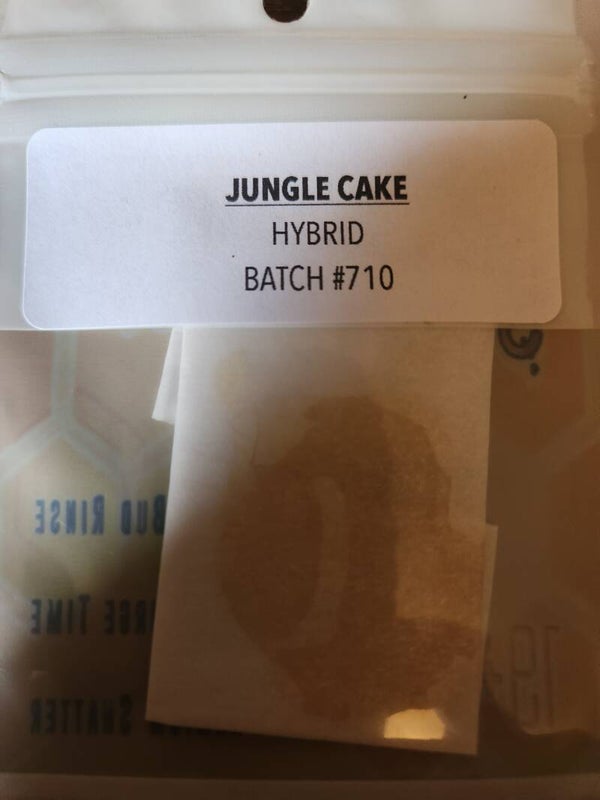 JUNGLE CAKE
HYBRID
BATCH #710
BUD RINSE
TIME
SHATTER